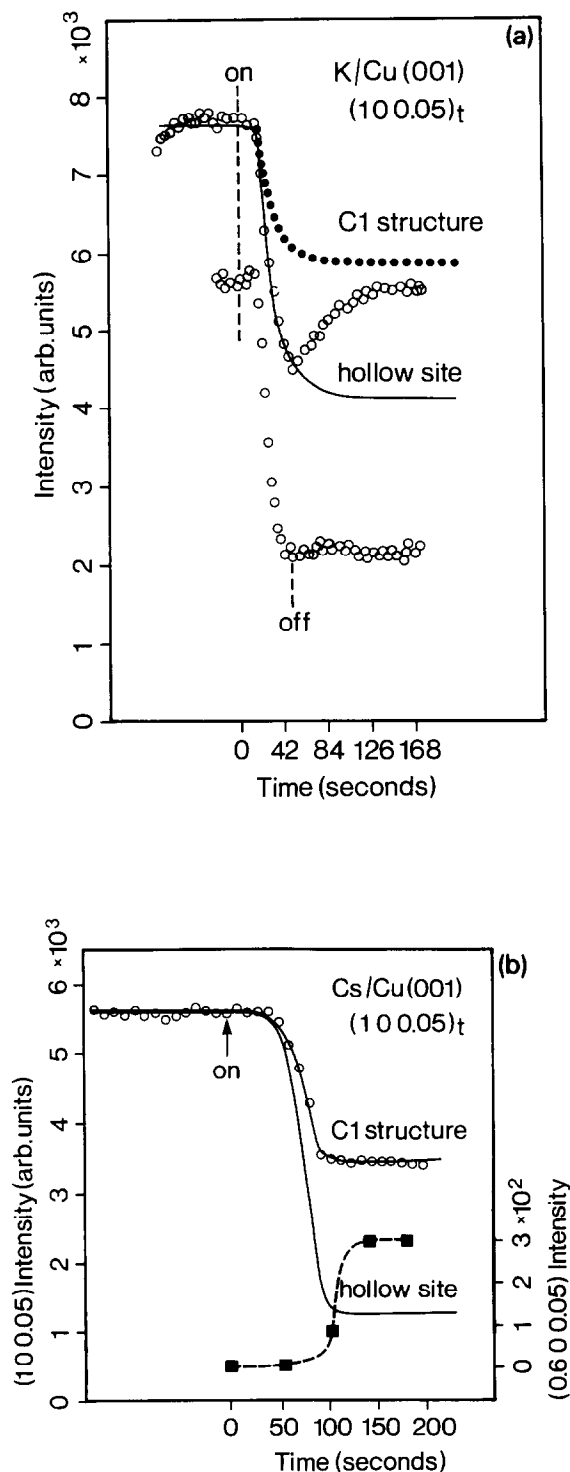 (a)
×10³
on
K/Cu(001)
(1 0 0.05)t
8
7
C1 structure
6
5
hollow site
4
3
2
off
1
0
Intensity (arb.units)
0 42 84 126 168
Time (seconds)
(b)
6 ×10³
Cs/Cu(001)
(1 0 0.05)t
5
on
4
C1 structure
3
3 ×10²
2
2
hollow site
1
1
0
0
(1 0 0.05) Intensity (arb.units)
(0.6 0 0.05) Intensity
0 50 100 150 200
Time (seconds)